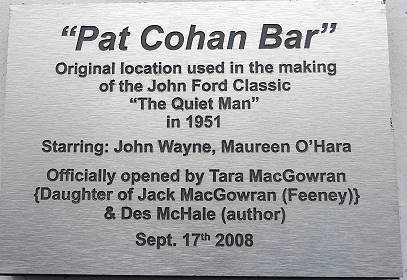 “Pat Cohan Bar”
Original location used in the making
of the John Ford Classic
“The Quiet Man”
in 1951
Starring: John Wayne, Maureen O’Hara
Officially opened by Tara MacGowran
{Daughter of Jack MacGowran (Feeney)}
& Des McHale (author)
Sept. 17th 2008